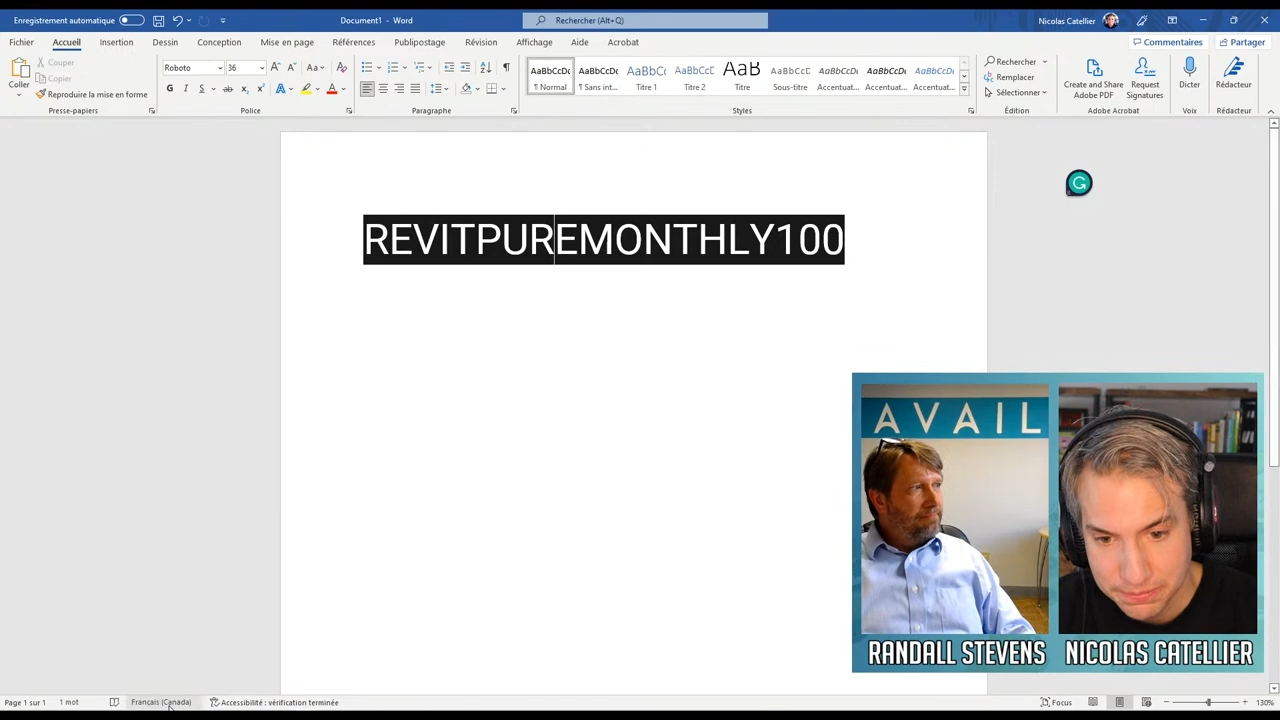 Enregistrement automatique
Document1 - Word
Rechercher (Alt+Q)
Nicolas Catellier
Fichier Accueil Insertion Dessin Conception Mise en page Références Publipostage Révision Affichage Aide Acrobat Commentaires Partager
Coller
Couper
Copier
Reproduire la mise en forme
Presse-papiers
Roboto 36
Aa
G I S
Police
Paragraphe
AaBbCcDc AaBbCcDc AaBbCc AaBbCcE AaB AaBbCcD AaBbCcDc AaBbCcDc AaBbCcDc
¶ Normal ¶ Sans int... Titre 1 Titre 2 Titre Sous-titre Accentuat... Accentuat... Accentuat...
Styles
Rechercher
Remplacer
Sélectionner
Édition
Create and Share
Adobe PDF
Request
Signatures
Adobe Acrobat
Dicter
Voix
Rédacteur
Rédacteur
REVITPUREMONTHLY100
AVAIL
RANDALL STEVENS NICOLAS CATELLIER
Page 1 sur 1 1 mot Français (Canada) Accessibilité : vérification terminée Focus 130%